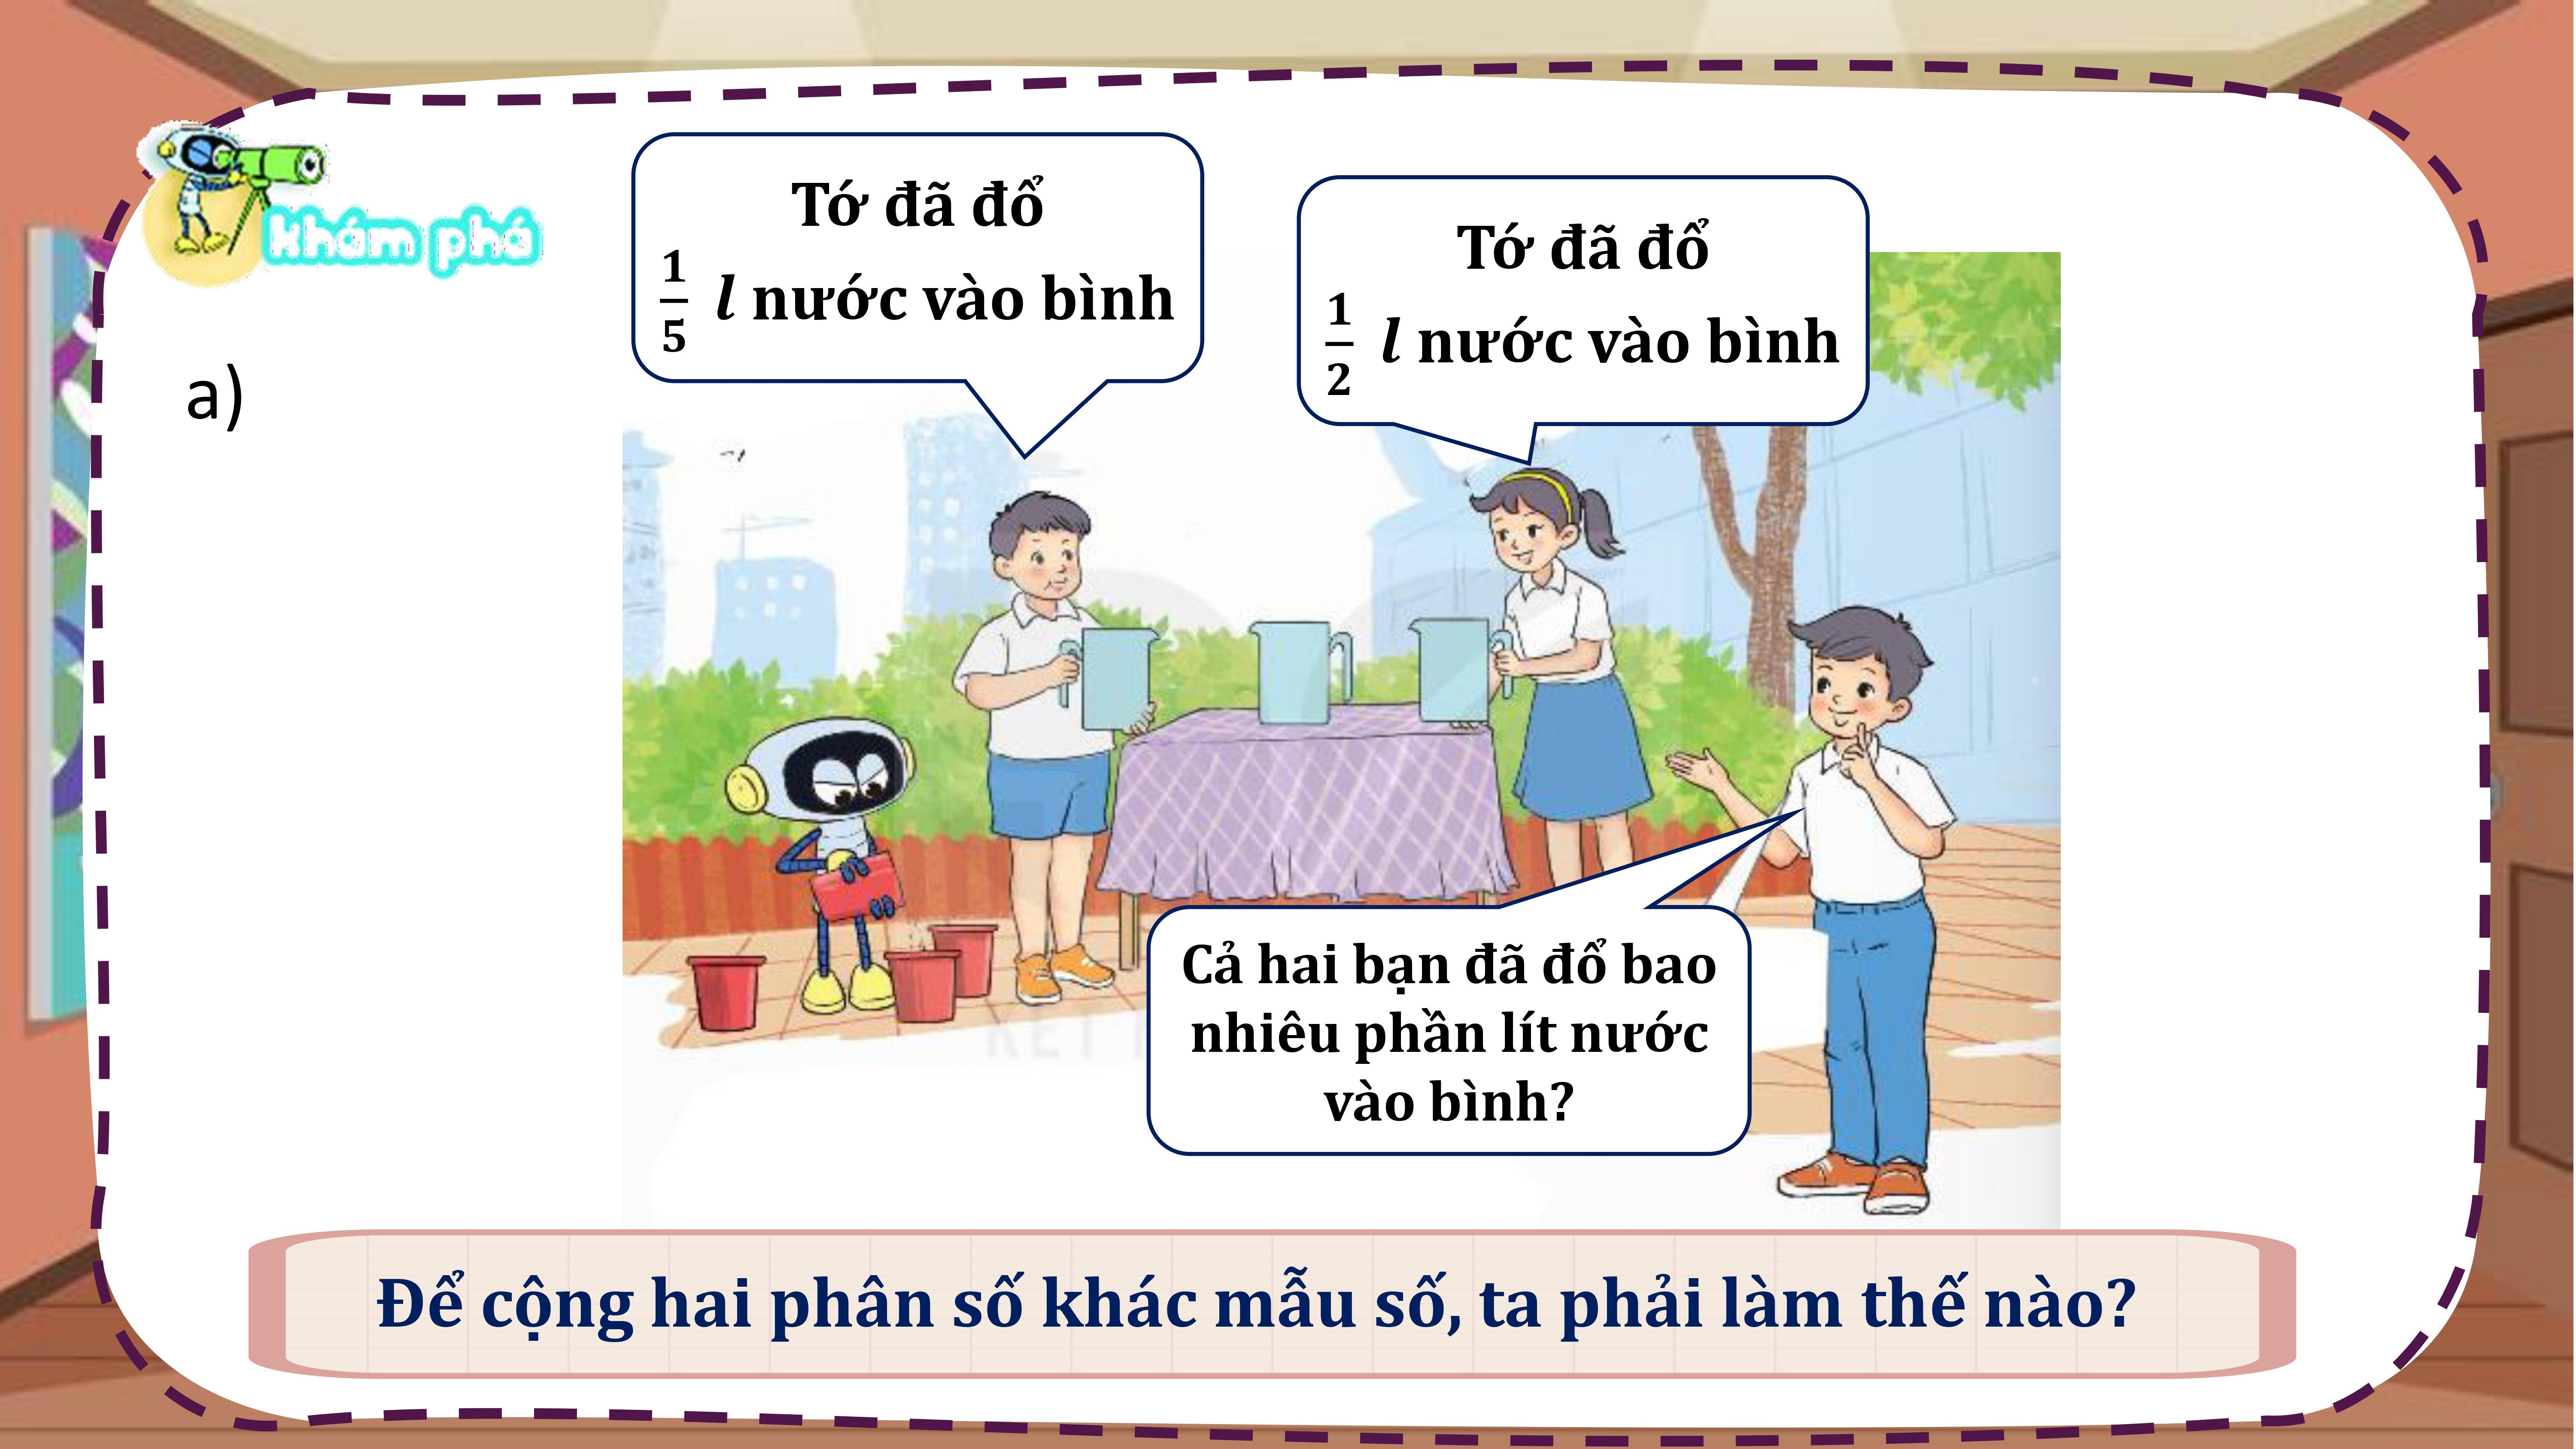 khám phá
a)
Tớ đã đổ
1/5 l nước vào bình
Tớ đã đổ
1/2 l nước vào bình
Cả hai bạn đã đổ bao
nhiêu phần lít nước
vào bình?
Để cộng hai phân số khác mẫu số, ta phải làm thế nào?